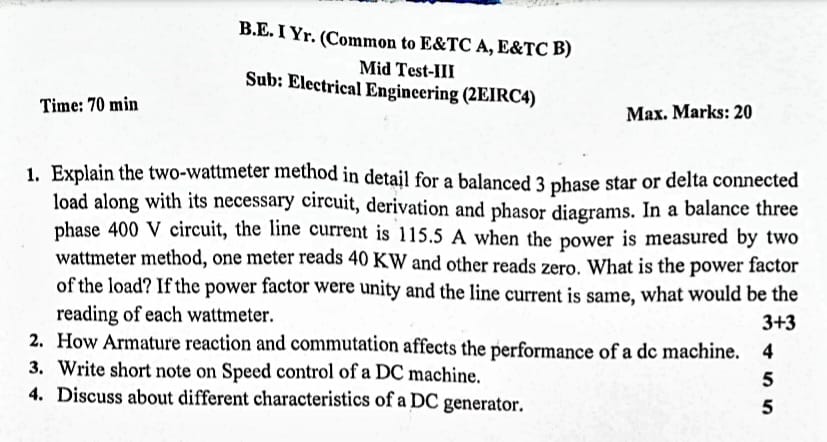 B.E. I Yr. (Common to E&TC A, E&TC B)
Mid Test-III
Sub: Electrical Engineering (2EIRC4)
Time: 70 min
Max. Marks: 20
1. Explain the two-wattmeter method in detail for a balanced 3 phase star or delta connected
load along with its necessary circuit, derivation and phasor diagrams. In a balance three
phase 400 V circuit, the line current is 115.5 A when the power is measured by two
wattmeter method, one meter reads 40 KW and other reads zero. What is the power factor
of the load? If the power factor were unity and the line current is same, what would be the
reading of each wattmeter. 3+3
2. How Armature reaction and commutation affects the performance of a dc machine. 4
3. Write short note on Speed control of a DC machine. 5
4. Discuss about different characteristics of a DC generator. 5